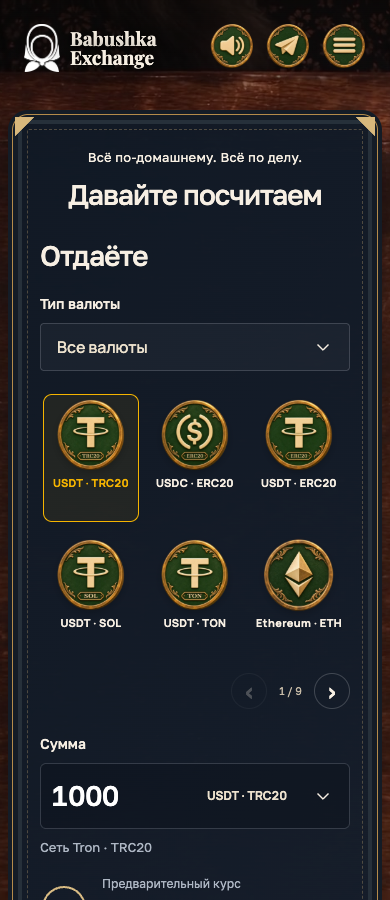 Babushka
Exchange
Всё по-домашнему. Всё по делу.
Давайте посчитаем
Отдаёте
Тип валюты
Все валюты
TRC20
ERC20
ERC20
USDT · TRC20
USDC · ERC20
USDT · ERC20
SOL
TON
USDT · SOL
USDT · TON
Ethereum · ETH
1 / 9
Сумма
1000
USDT · TRC20
Сеть Tron · TRC20
Предварительный курс